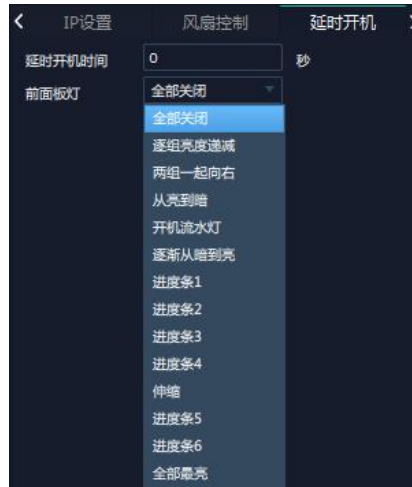 IP设置 风扇控制 延时开机
延时开机时间 0 秒
前面板灯 全部关闭
全部关闭
逐组亮度递减
两组一起向右
从亮到暗
开机流水灯
逐渐从暗到亮
进度条1
进度条2
进度条3
进度条4
伸缩
进度条5
进度条6
全部最亮